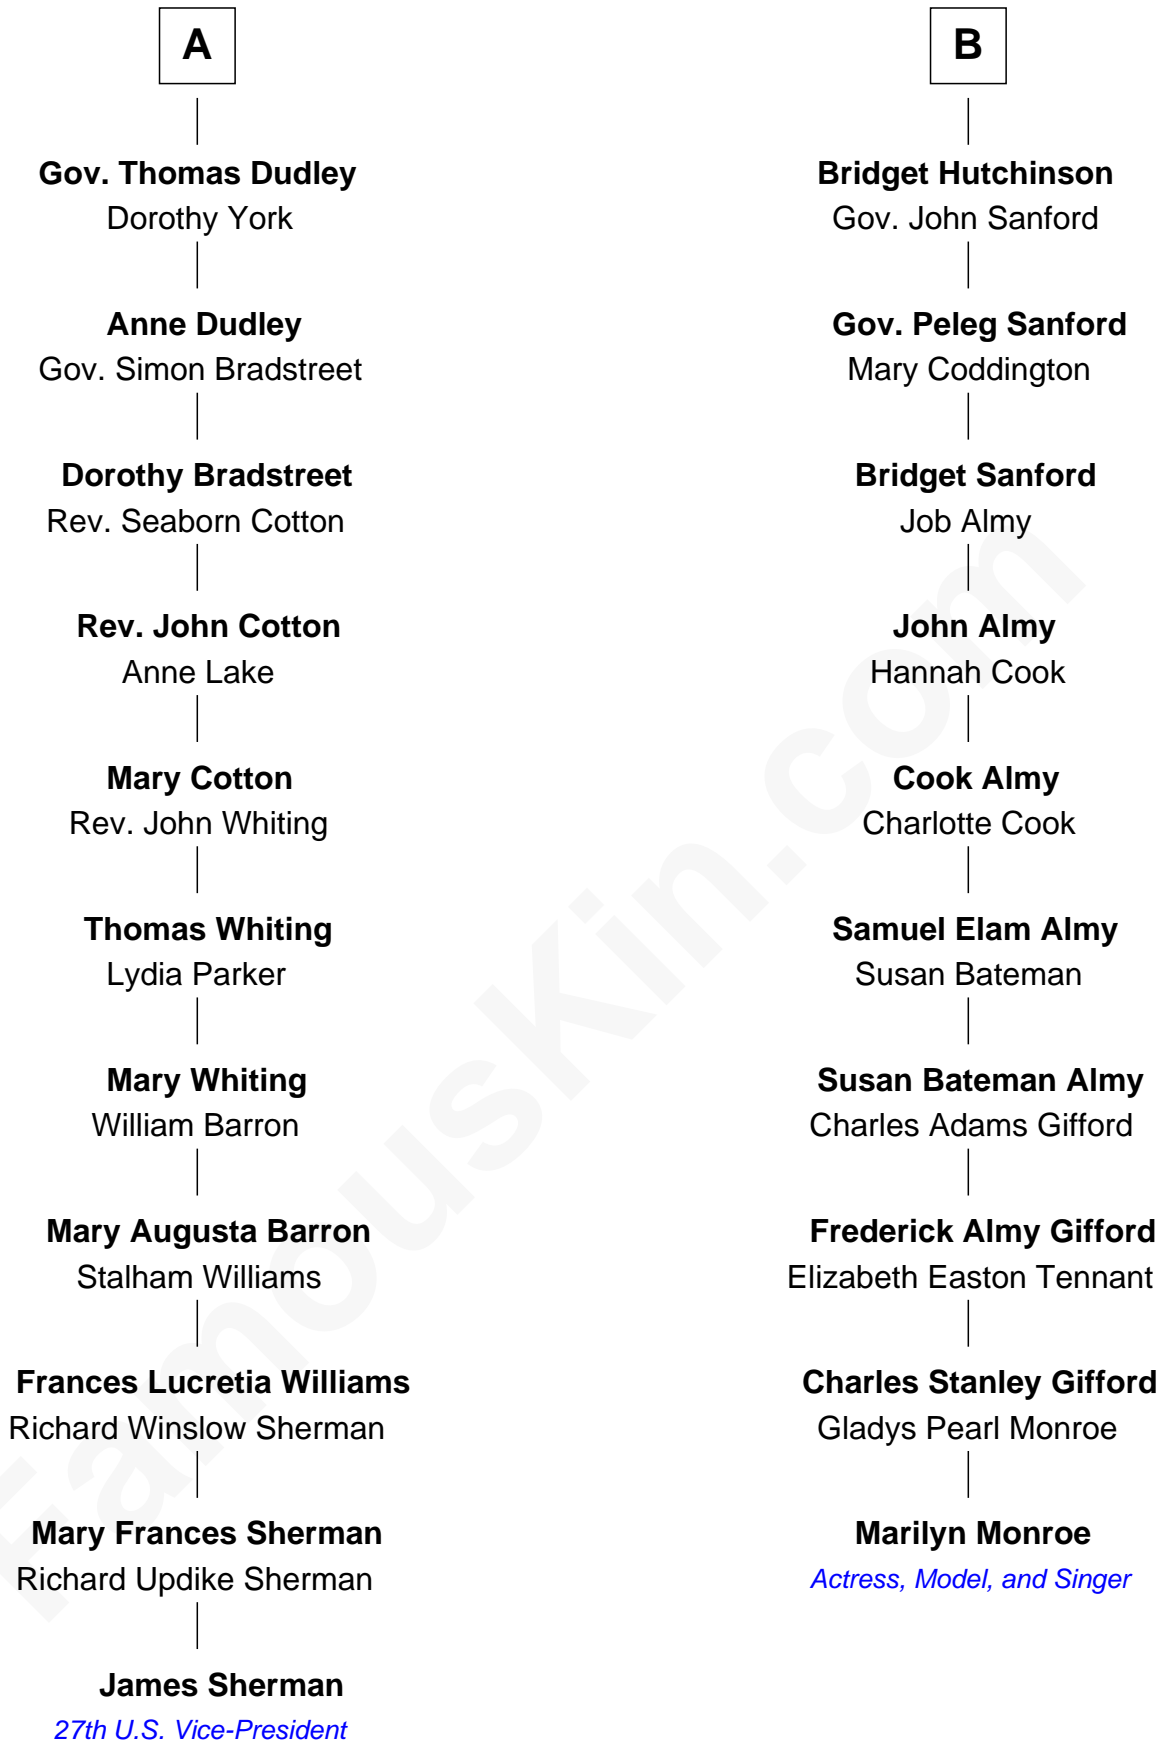 A
Gov. Thomas Dudley
Dorothy York
Anne Dudley
Gov. Simon Bradstreet
Dorothy Bradstreet
Rev. Seaborn Cotton
Rev. John Cotton
Anne Lake
Mary Cotton
Rev. John Whiting
Thomas Whiting
Lydia Parker
Mary Whiting
William Barron
Mary Augusta Barron
Stalham Williams
Frances Lucretia Williams
Richard Winslow Sherman
Mary Frances Sherman
Richard Updike Sherman
James Sherman
27th U.S. Vice-President
B
Bridget Hutchinson
Gov. John Sanford
Gov. Peleg Sanford
Mary Coddington
Bridget Sanford
Job Almy
John Almy
Hannah Cook
Cook Almy
Charlotte Cook
Samuel Elam Almy
Susan Bateman
Susan Bateman Almy
Charles Adams Gifford
Frederick Almy Gifford
Elizabeth Easton Tennant
Charles Stanley Gifford
Gladys Pearl Monroe
Marilyn Monroe
Actress, Model, and Singer
FamousKin.com